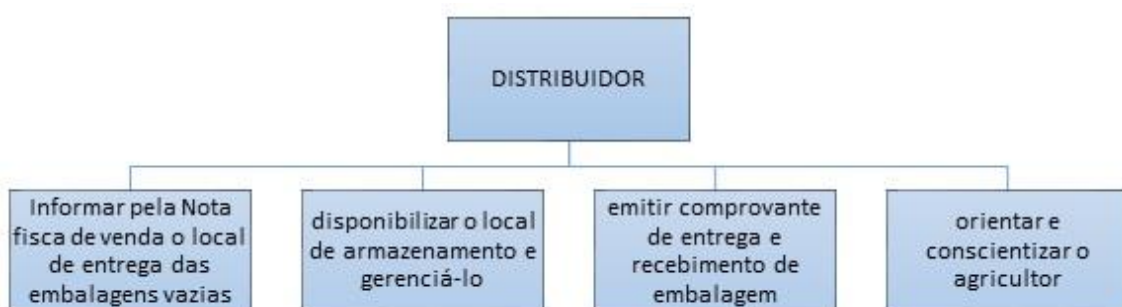 DISTRIBUIDOR
Informar pela Nota
fisca de venda o local
de entrega das
embalagens vazias
disponibilizar o local
de armazenamento e
gerenciá-lo
emitir comprovante
de entrega e
recebimento de
embalagem
orientar e
conscientizar o
agricultor